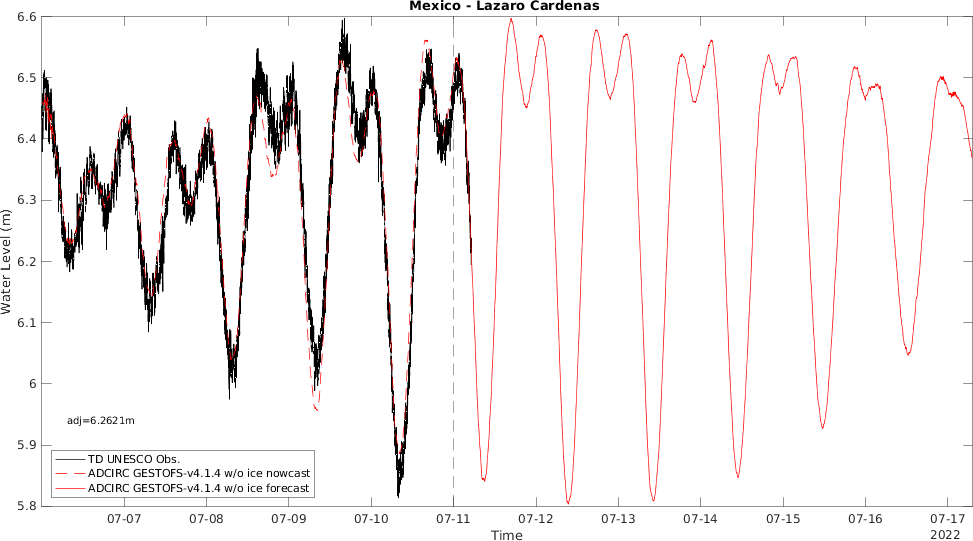 Mexico - Lazaro Cardenas
6.6
6.5
6.4
6.3
6.2
6.1
6
5.9
5.8
Water Level (m)
adj=6.2621m
TD UNESCO Obs.
ADCIRC GESTOFS-v4.1.4 w/o ice nowcast
ADCIRC GESTOFS-v4.1.4 w/o ice forecast
07-07 07-08 07-09 07-10 07-11 07-12 07-13 07-14 07-15 07-16 07-17
2022
Time